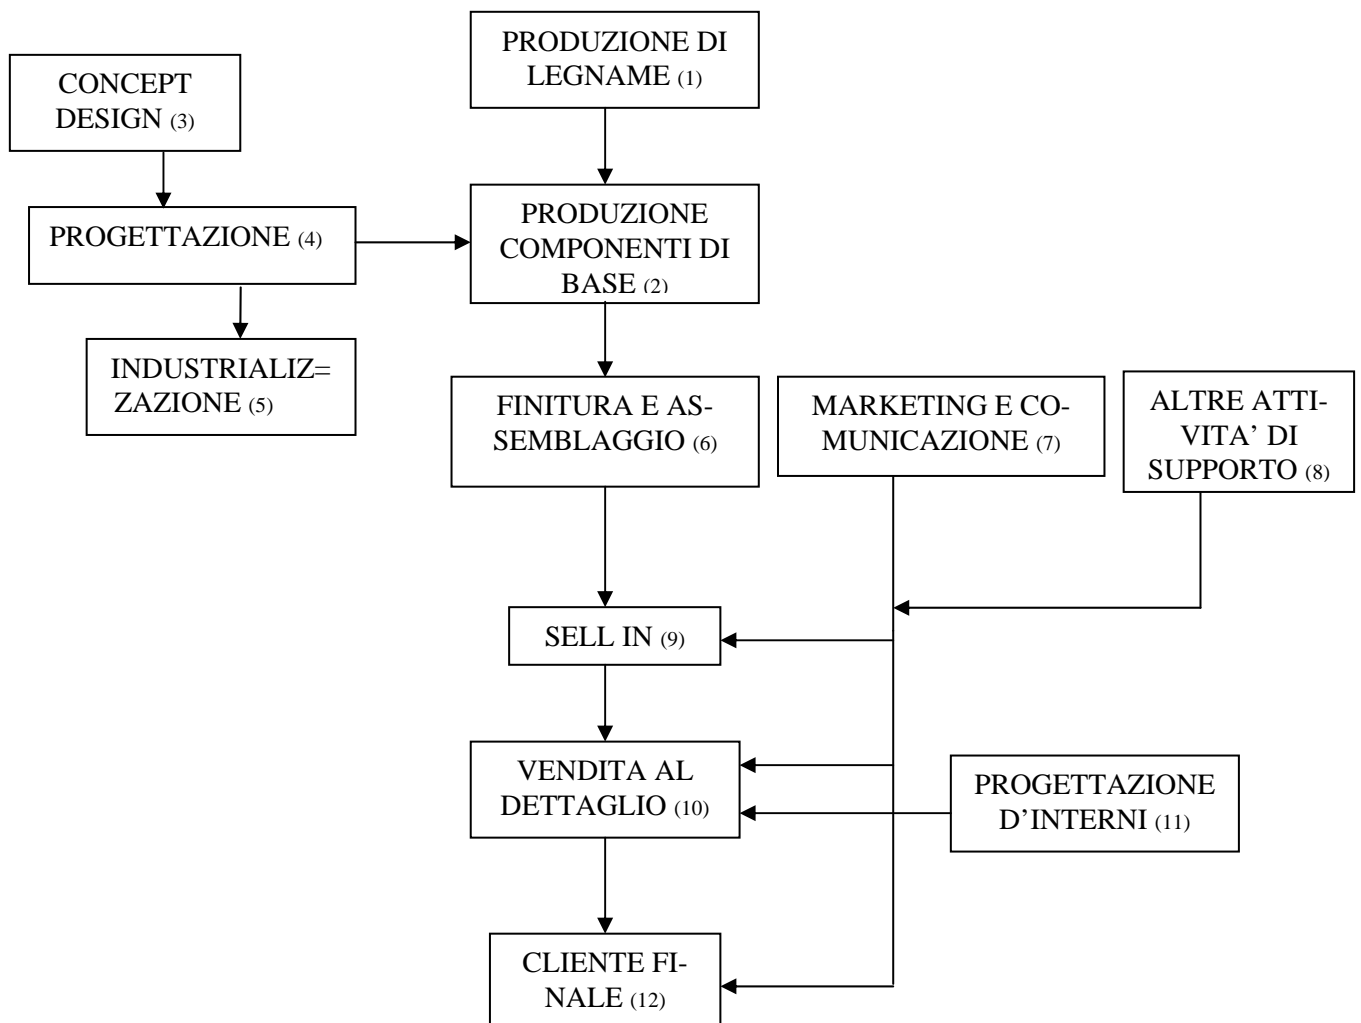 PRODUZIONE DI
LEGNAME (1)
CONCEPT
DESIGN (3)
PROGETTAZIONE (4)
PRODUZIONE
COMPONENTI DI
BASE (2)
INDUSTRIALIZ=
ZAZIONE (5)
FINITURA E AS-
SEMBLAGGIO (6)
MARKETING E CO-
MUNICAZIONE (7)
ALTRE ATTI-
VITA’ DI
SUPPORTO (8)
SELL IN (9)
VENDITA AL
DETTAGLIO (10)
PROGETTAZIONE
D’INTERNI (11)
CLIENTE FI-
NALE (12)